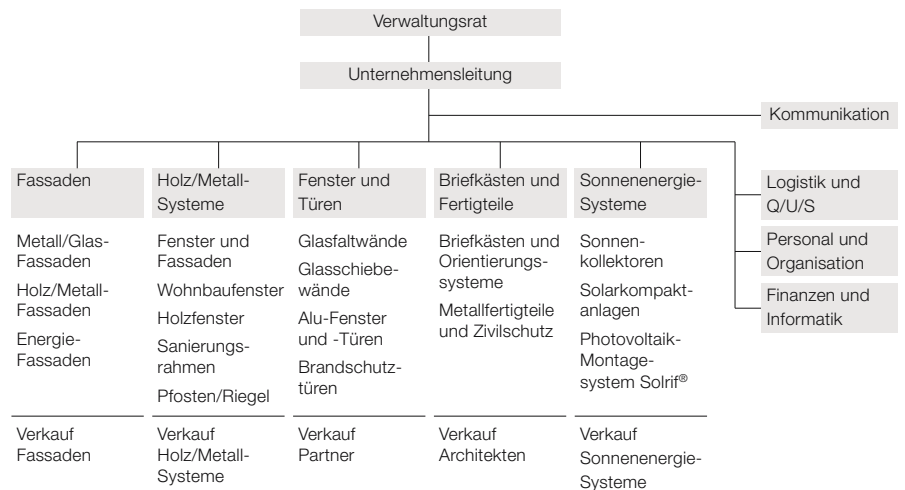 Verwaltungsrat
Unternehmensleitung
Kommunikation
Fassaden
Holz/Metall-
Systeme
Fenster und
Türen
Briefkästen und
Fertigteile
Sonnenenergie-
Systeme
Logistik und
Q/U/S
Personal und
Organisation
Finanzen und
Informatik
Metall/Glas-
Fassaden
Holz/Metall-
Fassaden
Energie-
Fassaden
Fenster und
Fassaden
Wohnbaufenster
Holzfenster
Sanierungs-
rahmen
Pfosten/Riegel
Glasfaltwände
Glasschiebe-
wände
Alu-Fenster
und -Türen
Brandschutz-
türen
Briefkästen und
Orientierungs-
systeme
Metallfertigteile
und Zivilschutz
Sonnen-
kollektoren
Solarkompakt-
anlagen
Photovoltaik-
Montage-
system Solrif®
Verkauf
Fassaden
Verkauf
Holz/Metall-
Systeme
Verkauf
Partner
Verkauf
Architekten
Verkauf
Sonnenenergie-
Systeme